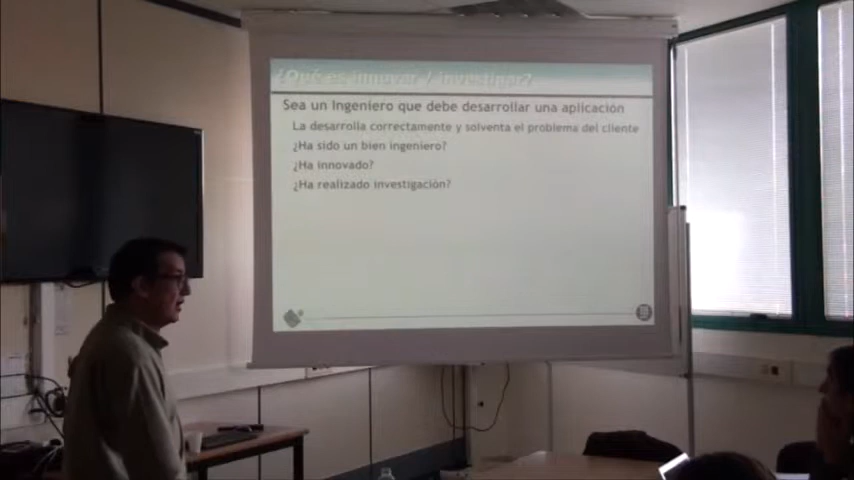 ¿Qué es innovar / investigar?
Sea un Ingeniero que debe desarrollar una aplicación
La desarrolla correctamente y solventa el problema del cliente
¿Ha sido un bien ingeniero?
¿Ha innovado?
¿Ha realizado investigación?